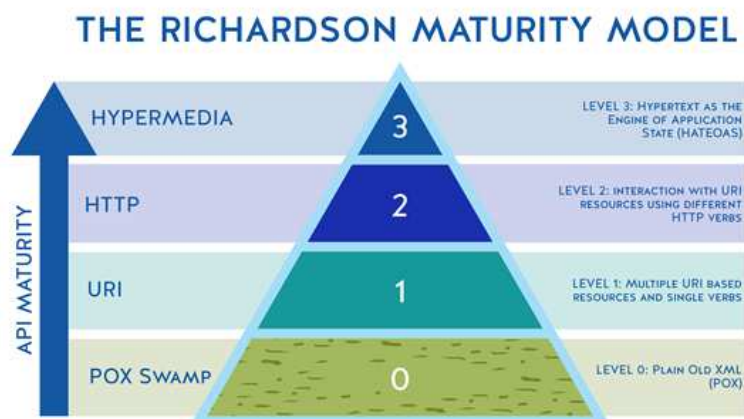 THE RICHARDSON MATURITY MODEL
API MATURITY
HYPERMEDIA
3
LEVEL 3: HYPERTEXT AS THE
ENGINE OF APPLICATION
STATE (HATEOAS)
HTTP
2
LEVEL 2: INTERACTION WITH URI
RESOURCES USING DIFFERENT
HTTP VERBS
URI
1
LEVEL 1: MULTIPLE URI BASED
RESOURCES AND SINGLE VERBS
POX SWAMP
0
LEVEL 0: PLAIN OLD XML
(POX)